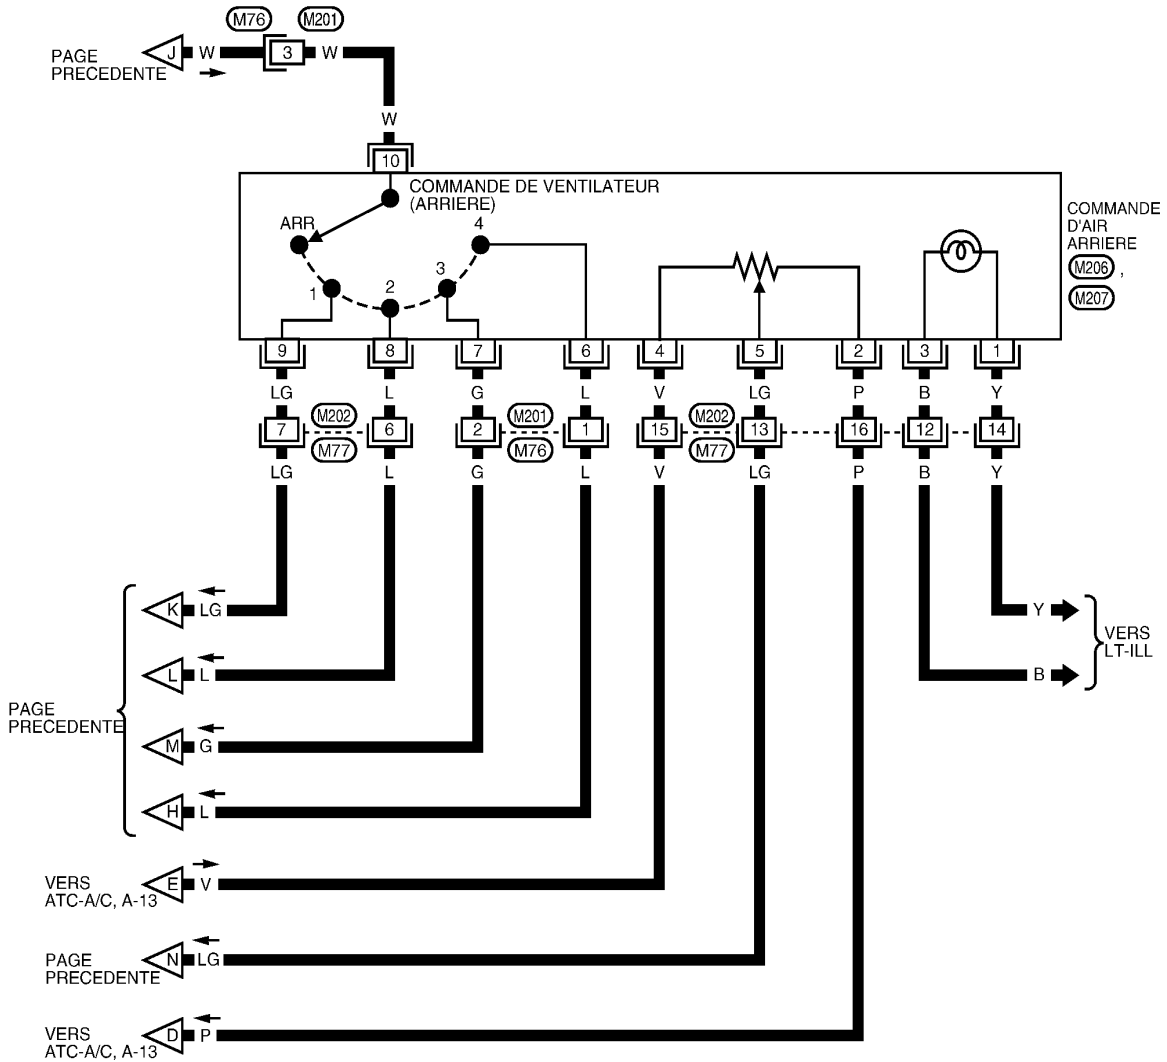 M76 M201
PAGE
PRECEDENTE
J W 3 W
W
10
COMMANDE DE VENTILATEUR
(ARRIERE)
ARR 1 2 3 4
COMMANDE
D'AIR
ARRIERE
M206 ,
M207
9 8 7 6 4 5 2 3 1
LG L G L V LG P B Y
M202 M201 M202
7 6 2 1 15 13 16 12 14
M77 M76 M77
LG L G L V LG P B Y
K LG
Y
VERS
LT-ILL
L L
B
PAGE
PRECEDENTE
M G
H L
VERS
ATC-A/C, A-13
E V
PAGE
PRECEDENTE
N LG
VERS
ATC-A/C, A-13
D P